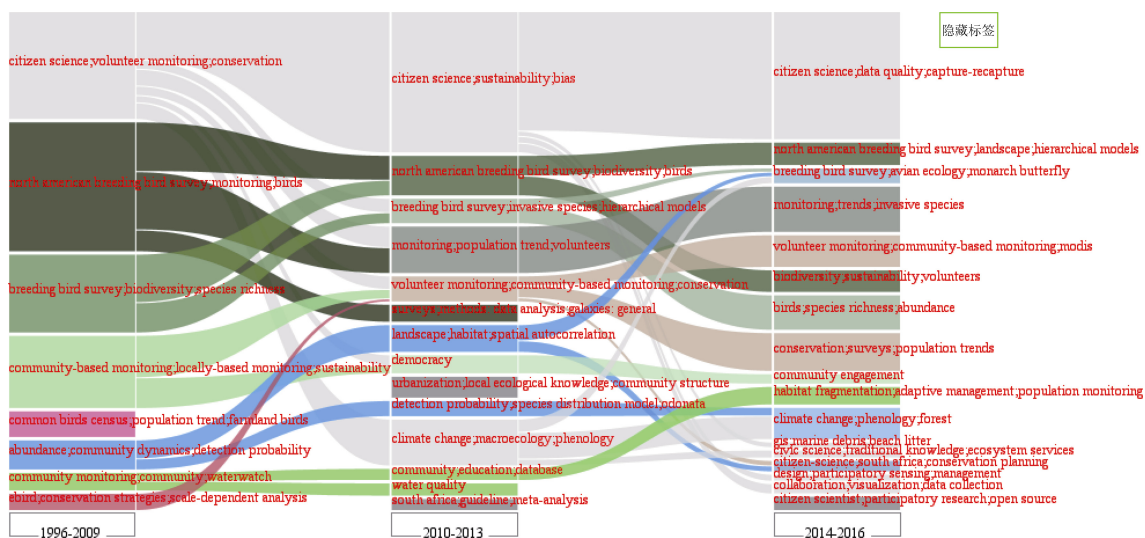 隐藏标签
citizen science;volunteer monitoring;conservation
north american breeding bird survey;monitoring;birds
breeding bird survey;biodiversity;species richness
community-based monitoring;locally-based monitoring;sustainability
common birds census;population trend;farmland birds
abundance;community dynamics;detection probability
community monitoring;community;waterwatch
ebird;conservation strategies;scale-dependent analysis
1996-2009
citizen science;sustainability;bias
north american breeding bird survey;biodiversity;birds
breeding bird survey;invasive species;hierarchical models
monitoring;population trend;volunteers
volunteer monitoring;community-based monitoring;conservation
surveys;methods: data analysis;galaxies: general
landscape;habitat;spatial autocorrelation
democracy
urbanization;local ecological knowledge;community structure
detection probability;species distribution model;odonata
climate change;macroecology;phenology
community;education;database
water quality
south africa;guideline;meta-analysis
2010-2013
citizen science;data quality;capture-recapture
north american breeding bird survey;landscape;hierarchical models
breeding bird survey;avian ecology;monarch butterfly
monitoring;trends;invasive species
volunteer monitoring;community-based monitoring;modis
biodiversity;sustainability;volunteers
birds;species richness;abundance
conservation;surveys;population trends
community engagement
habitat fragmentation;adaptive management;population monitoring
climate change;phenology;forest
gis;marine debris;beach litter
civic science;traditional knowledge;ecosystem services
citizen-science;south africa;conservation planning
design;participatory sensing;management
collaboration;visualization;data collection
citizen scientist;participatory research;open source
2014-2016